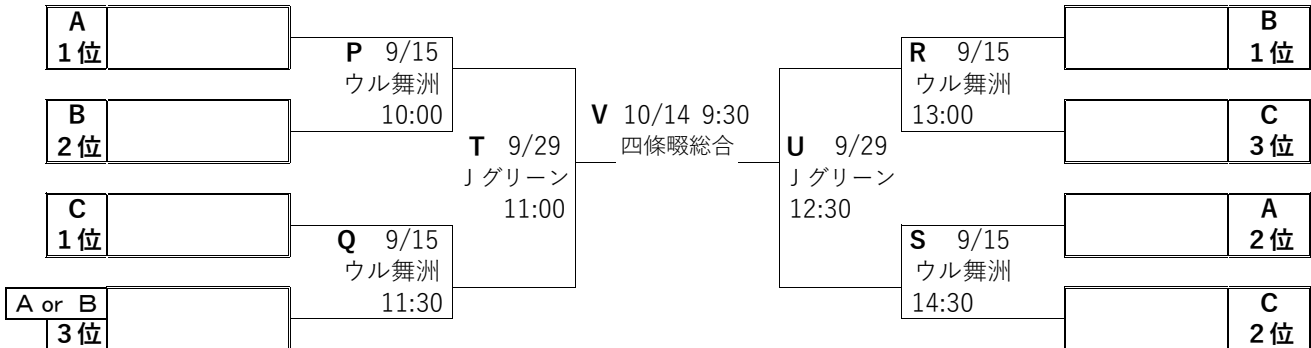 A
1位
P 9/15
ウル舞洲
10:00
B
2位
T 9/29
J グリーン
11:00
C
1位
Q 9/15
ウル舞洲
11:30
A or B
3位
V 10/14 9:30
四條畷総合
U 9/29
J グリーン
12:30
R 9/15
ウル舞洲
13:00
B
1位
C
3位
S 9/15
ウル舞洲
14:30
A
2位
C
2位